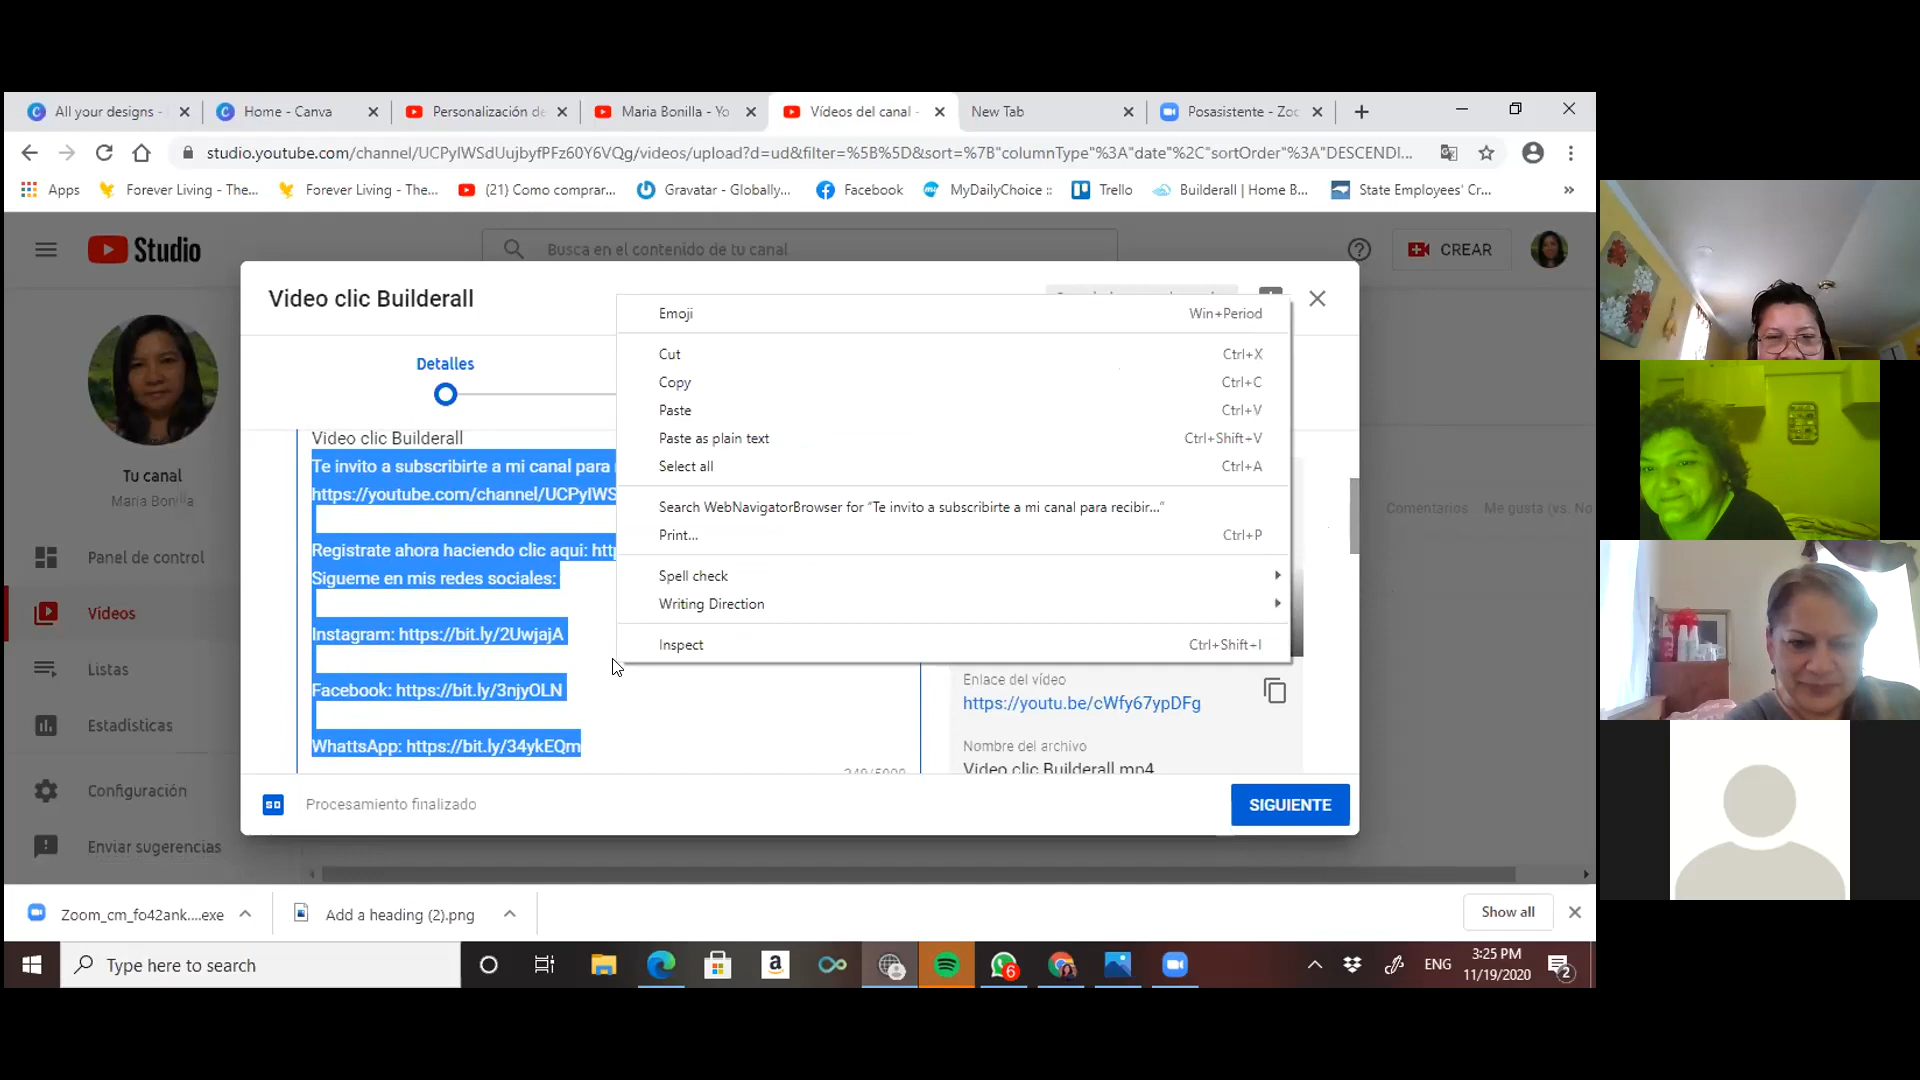 All your designs -
Home - Canva
Personalización de
Maria Bonilla - Yo
Vídeos del canal -
New Tab
Posasistente - Zoo
studio.youtube.com/channel/UCPyIWSdUujbyfPFz60Y6VQg/videos/upload?d=ud&filter=%5B%5D&sort=%7B"columnType"%3A"date"%2C"sortOrder"%3A"DESCENDI...
Apps
Forever Living - The...
Forever Living - The...
(21) Como comprar...
Gravatar - Globally...
Facebook
MyDailyChoice ::
Trello
Builderall | Home B...
State Employees' Cr...
»
Studio
Busca en el contenido de tu canal
CREAR
Video clic Builderall
Detalles
Tu canal
Maria Bonilla
Panel de control
Vídeos
Listas
Estadísticas
Configuración
Enviar sugerencias
Video clic Builderall
Te invito a subscribirte a mi canal para
https://youtube.com/channel/UCPyIWS
Registrate ahora haciendo clic aqui: http
Sigueme en mis redes sociales:
Instagram: https://bit.ly/2UwjajA
Facebook: https://bit.ly/3njyOLN
WhattsApp: https://bit.ly/34ykEQm
Emoji Win+Period
Cut Ctrl+X
Copy Ctrl+C
Paste Ctrl+V
Paste as plain text Ctrl+Shift+V
Select all Ctrl+A
Search WebNavigatorBrowser for “Te invito a subscribirte a mi canal para recibir...”
Print... Ctrl+P
Spell check
Writing Direction
Inspect Ctrl+Shift+I
Comentarios Me gusta (vs. No
Enlace del vídeo
https://youtu.be/cWfy67ypDFg
Nombre del archivo
Video clic Builderall.mp4
SD
Procesamiento finalizado
SIGUIENTE
Zoom_cm_fo42ank....exe
Add a heading (2).png
Show all
Type here to search
6
ENG
3:25 PM
11/19/2020
2